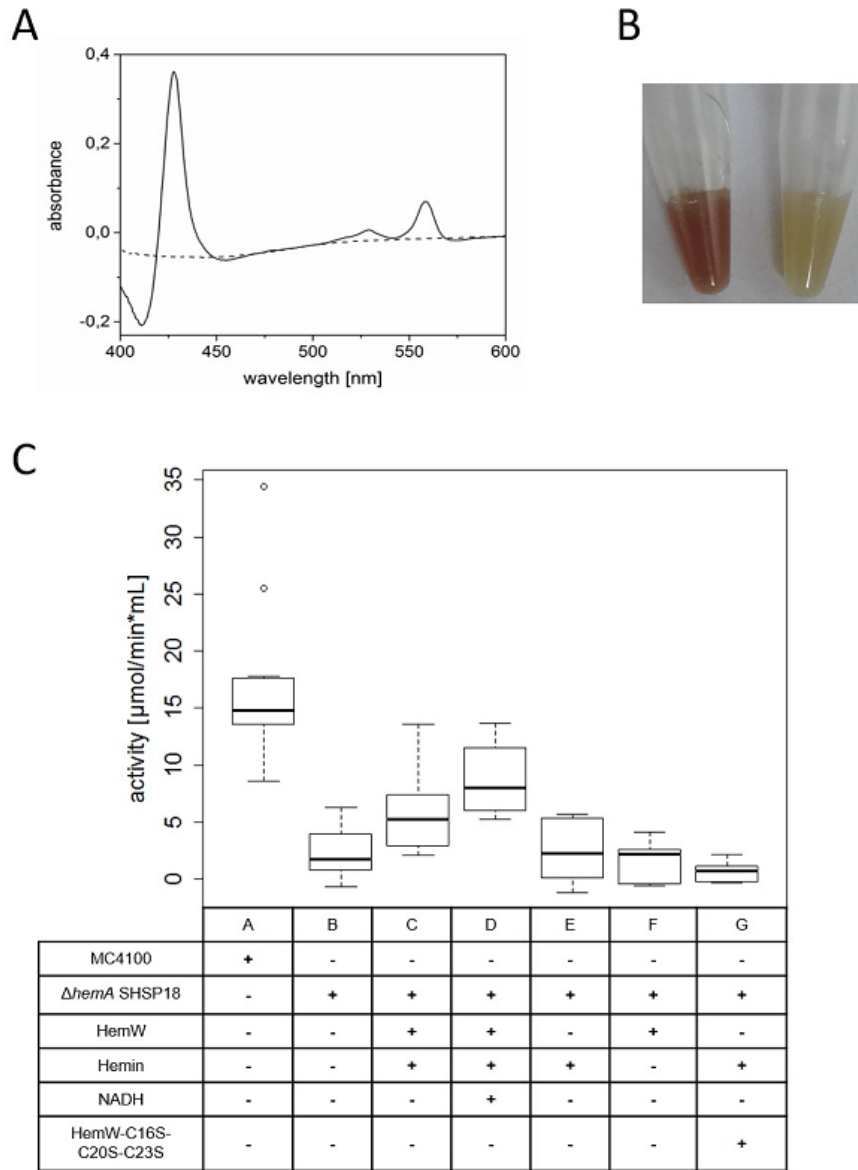 A
B
0,4
0,2
0,0
-0,2
absorbance
400
450
500
550
600
wavelength [nm]
C
35
30
25
20
15
10
5
0
activity [µmol/min*mL]
A B C D E F G
MC4100 + - - - - - -
ΔhemA SHSP18 - + + + + + +
HemW - - + + - + -
Hemin - - + + + - +
NADH - - - + - - -
HemW-C16S-
C20S-C23S - - - - - - +